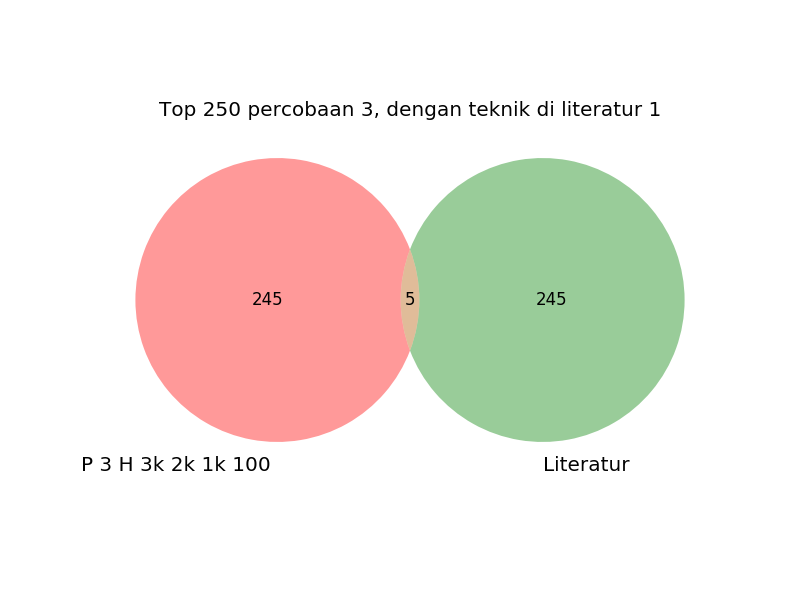 Top 250 percobaan 3, dengan teknik di literatur 1
245
5
245
P 3 H 3k 2k 1k 100
Literatur